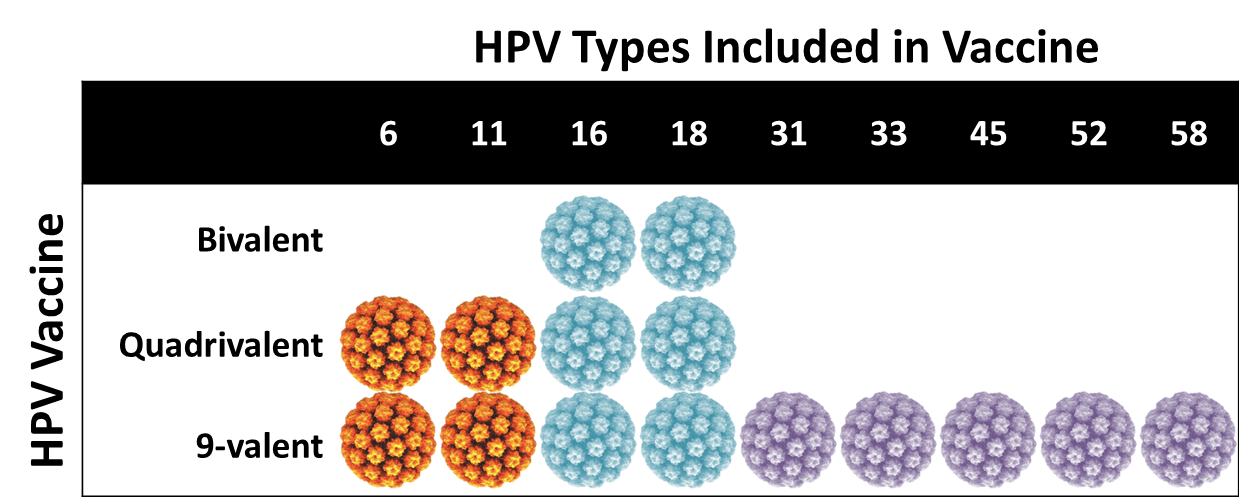 HPV Types Included in Vaccine
6 11 16 18 31 33 45 52 58
HPV Vaccine
Bivalent
Quadrivalent
9-valent